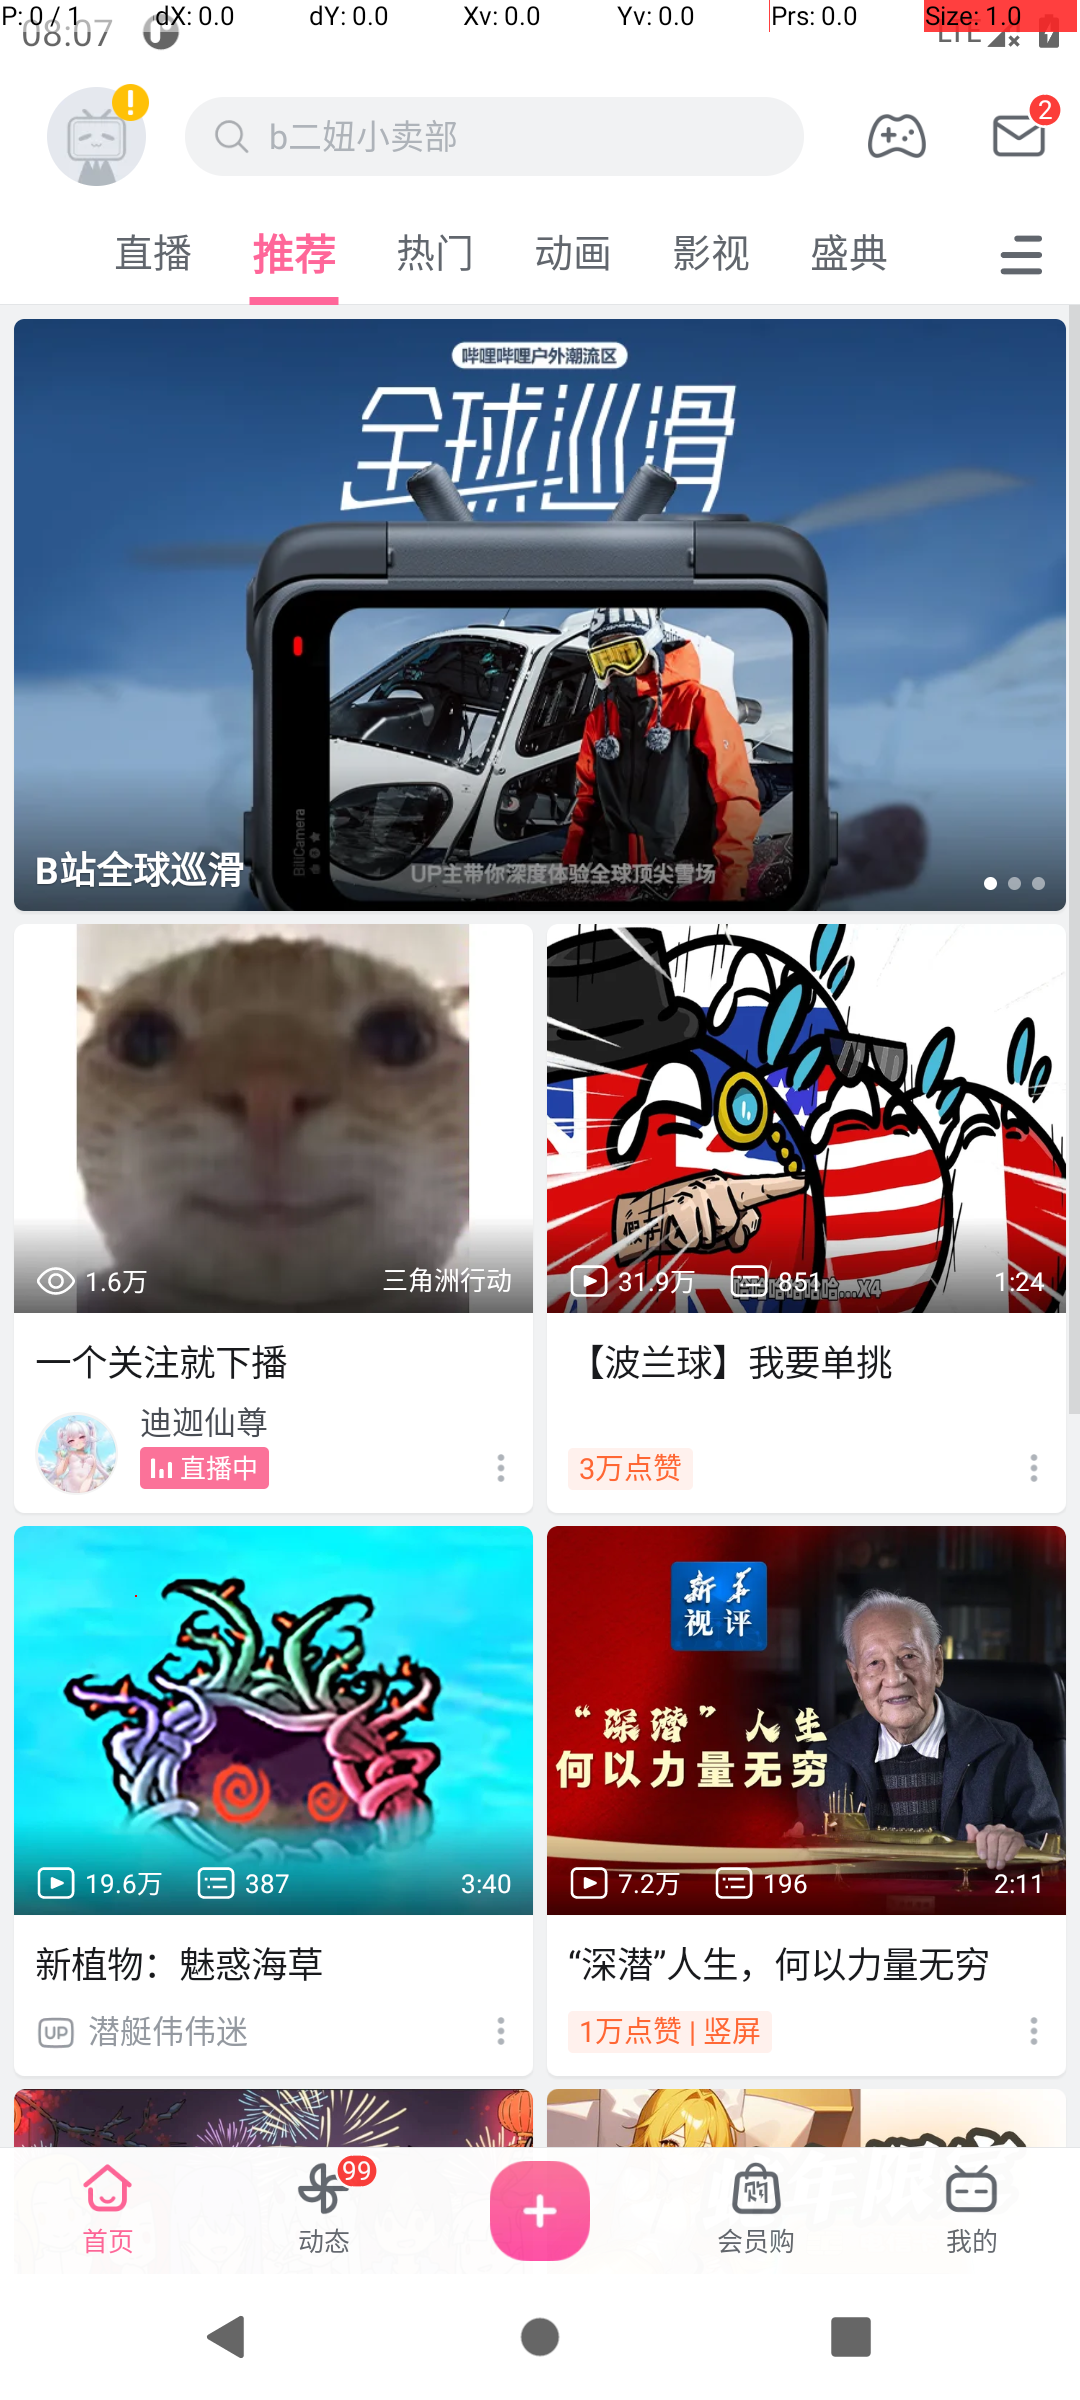 P: 0 / 1 dX: 0.0 dY: 0.0 Xv: 0.0 Yv: 0.0 Prs: 0.0 Size: 1.0
08:07 LTE
b二妞小卖部 2
直播 推荐 热门 动画 影视 盛典
哔哩哔哩户外潮流区
全球巡滑
BiliCamera
UP主带你深度体验全球顶尖雪场
B站全球巡滑
1.6万 三角洲行动
一个关注就下播
迪迦仙尊
直播中
31.9万 851 1:24
【波兰球】我要单挑
3万点赞
19.6万 387 3:40
新植物：魅惑海草
UP 潜艇伟伟迷
新华
视评
“深潜”人生
何以力量无穷
7.2万 196 2:11
“深潜”人生，何以力量无穷
1万点赞 | 竖屏
首页 动态 99 会员购 我的